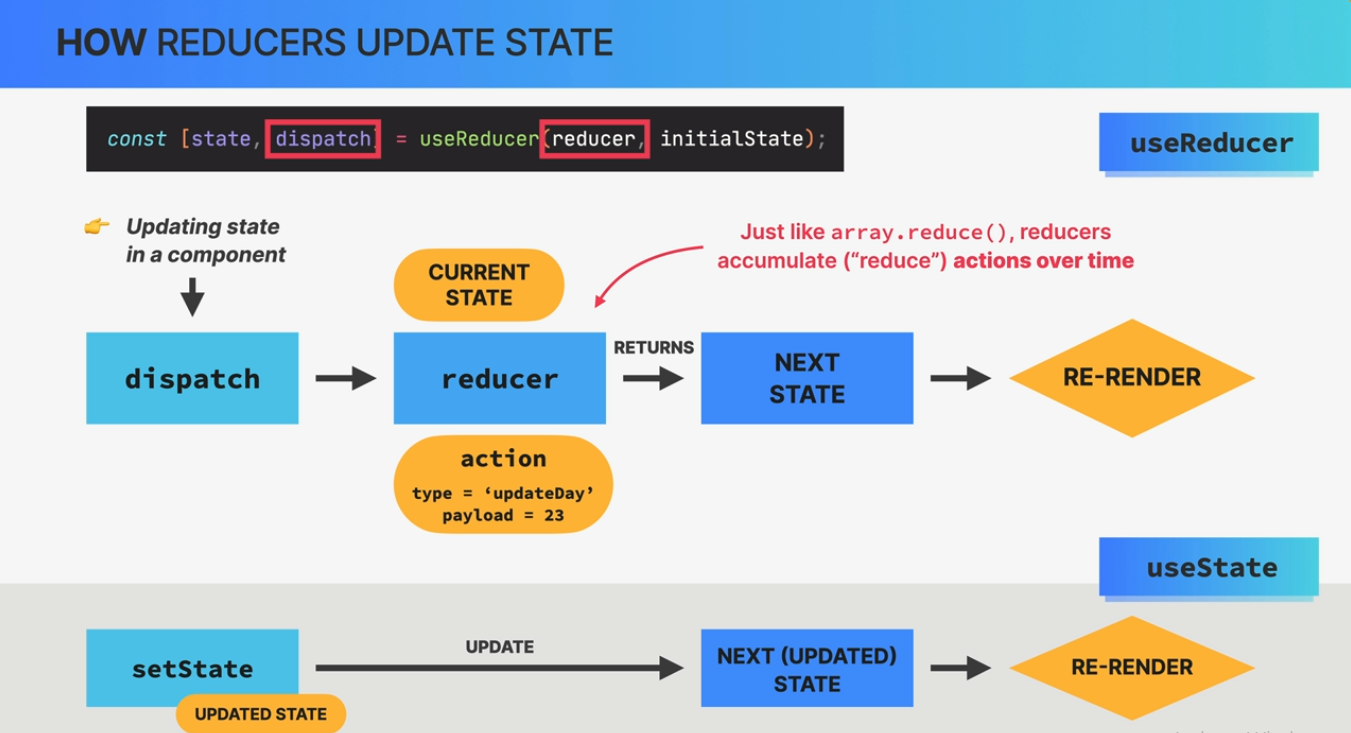 HOW REDUCERS UPDATE STATE
const [state, dispatch] = useReducer(reducer, initialState);
useReducer
👉 Updating state
in a component
Just like array.reduce(), reducers
accumulate (“reduce”) actions over time
CURRENT
STATE
dispatch
reducer
RETURNS
NEXT
STATE
RE-RENDER
action
type = ‘updateDay’
payload = 23
useState
setState
UPDATE
NEXT (UPDATED)
STATE
RE-RENDER
UPDATED STATE